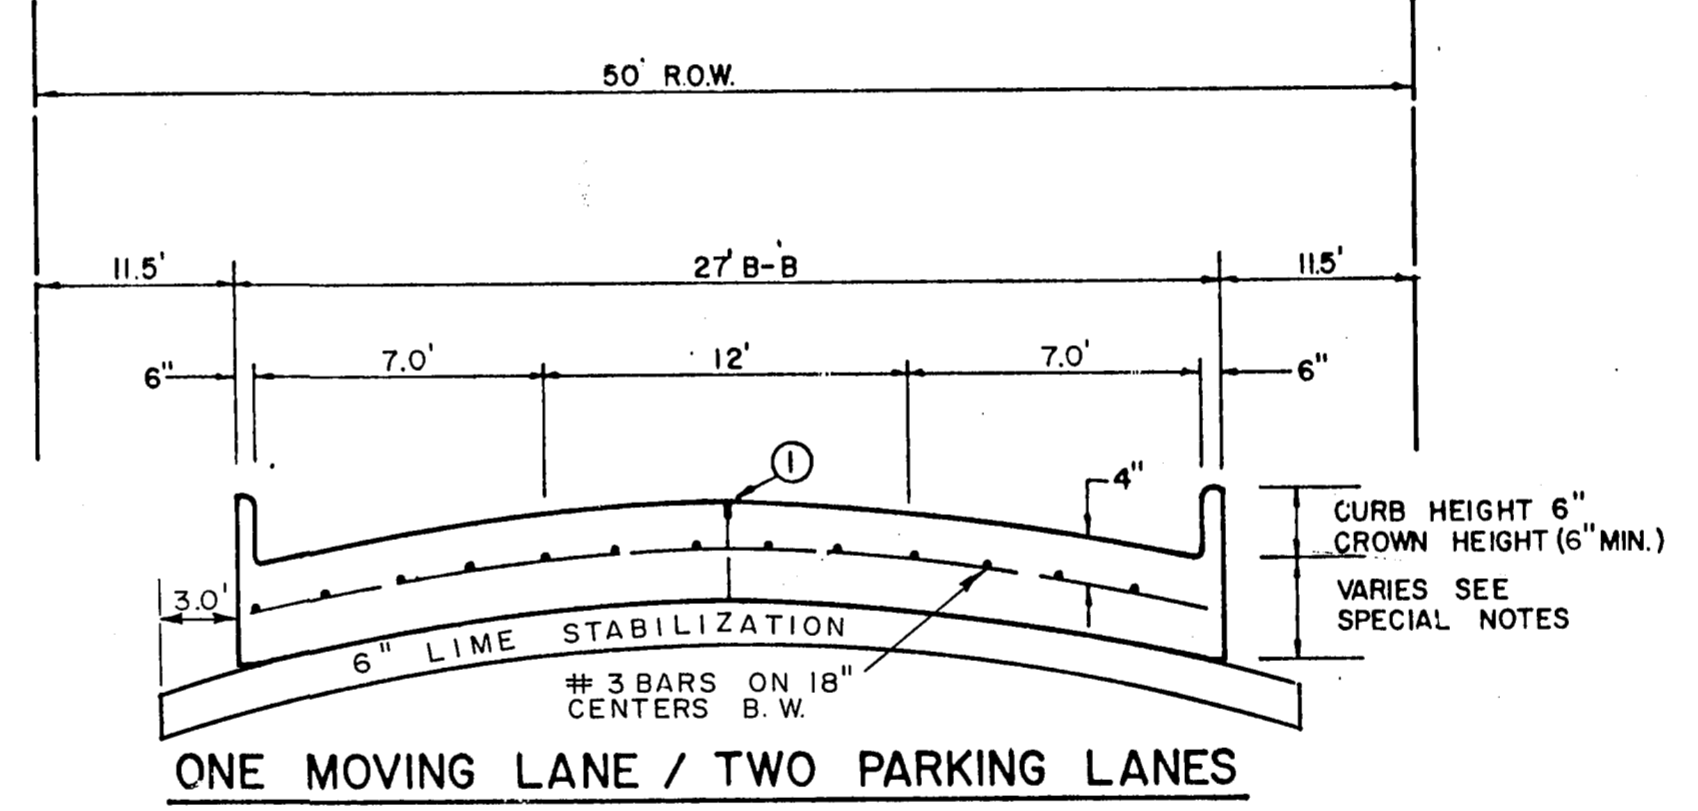 50' R.O.W.
11.5'
27' B-B
11.5'
6"
7.0'
12'
7.0'
6"
1
4"
CURB HEIGHT 6"
CROWN HEIGHT (6" MIN.)
3.0'
VARIES SEE
SPECIAL NOTES
6" LIME STABILIZATION
# 3 BARS ON 18"
CENTERS B.W.
ONE MOVING LANE / TWO PARKING LANES